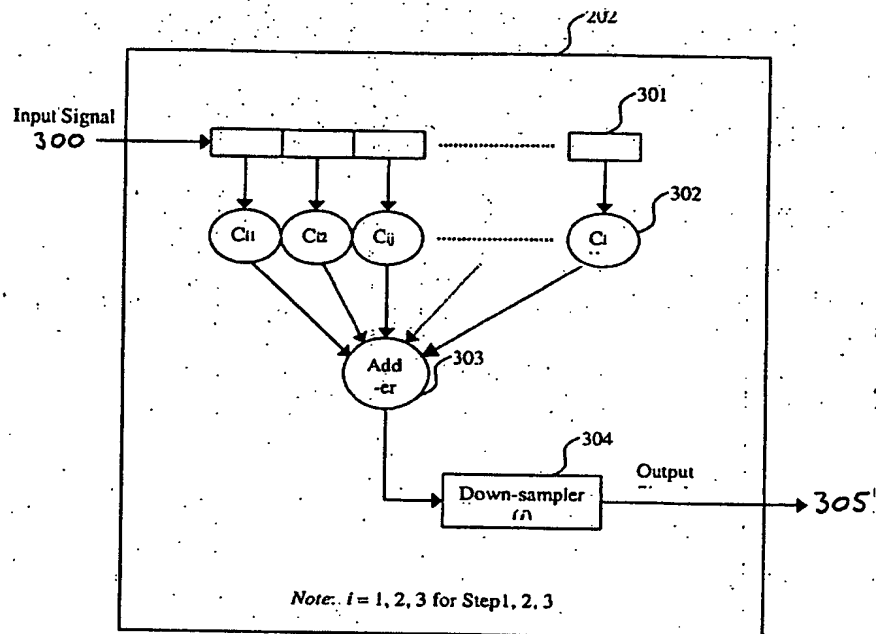 202
301
Input Signal
300
302
Ci1 Ci2 Cij Ci
Add
-er
303
304
Down-sampler
Output
305
Note: i = 1, 2, 3 for Step1, 2, 3